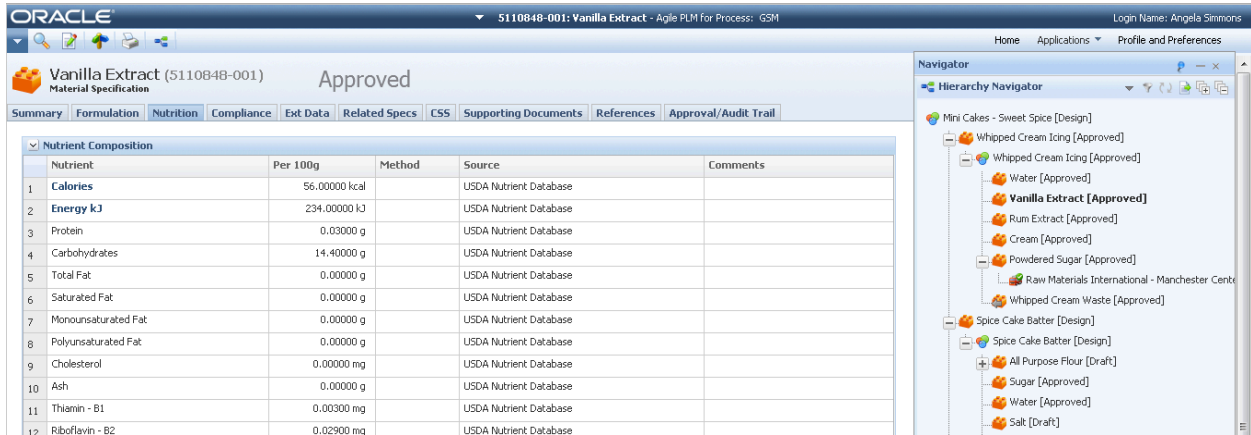 ORACLE
5110848-001: Vanilla Extract - Agile PLM for Process: GSM
Login Name: Angela Simmons
Home Applications Profile and Preferences
Vanilla Extract (5110848-001)
Material Specification
Approved
Summary Formulation Nutrition Compliance Ext Data Related Specs CSS Supporting Documents References Approval/Audit Trail
Nutrient Composition
Nutrient Per 100g Method Source Comments
1 Calories 56.00000 kcal USDA Nutrient Database
2 Energy kJ 234.00000 kJ USDA Nutrient Database
3 Protein 0.03000 g USDA Nutrient Database
4 Carbohydrates 14.40000 g USDA Nutrient Database
5 Total Fat 0.00000 g USDA Nutrient Database
6 Saturated Fat 0.00000 g USDA Nutrient Database
7 Monounsaturated Fat 0.00000 g USDA Nutrient Database
8 Polyunsaturated Fat 0.00000 g USDA Nutrient Database
9 Cholesterol 0.00000 mg USDA Nutrient Database
10 Ash 0.00000 g USDA Nutrient Database
11 Thiamin - B1 0.00300 mg USDA Nutrient Database
12 Riboflavin - B2 0.02900 mg USDA Nutrient Database
Navigator
Hierarchy Navigator
Mini Cakes - Sweet Spice [Design]
Whipped Cream Icing [Approved]
Whipped Cream Icing [Approved]
Water [Approved]
Vanilla Extract [Approved]
Rum Extract [Approved]
Cream [Approved]
Powdered Sugar [Approved]
Raw Materials International - Manchester Cente
Whipped Cream Waste [Approved]
Spice Cake Batter [Design]
Spice Cake Batter [Design]
All Purpose Flour [Draft]
Sugar [Approved]
Water [Approved]
Salt [Draft]